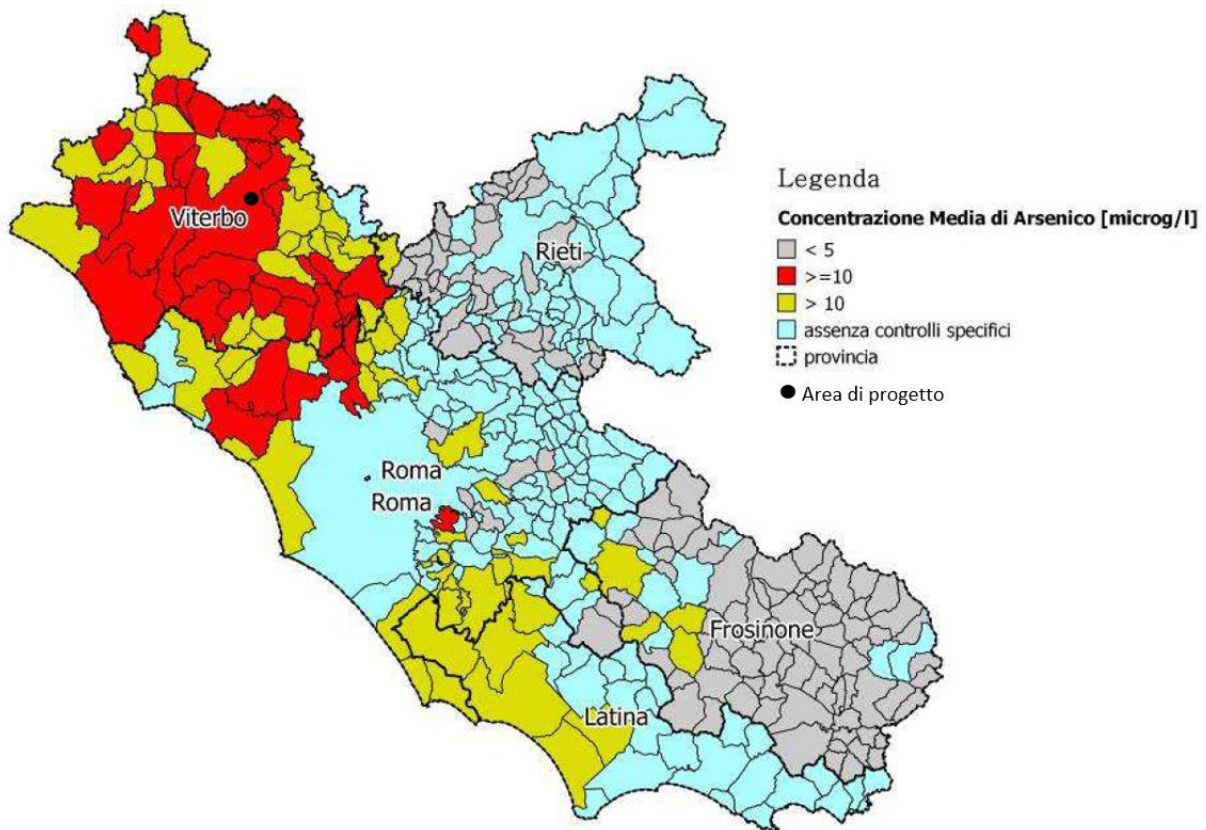 Viterbo
Rieti
Roma
Roma
Frosinone
Latina
Legenda
Concentrazione Media di Arsenico [microg/l]
< 5
>=10
> 10
assenza controlli specifici
provincia
Area di progetto